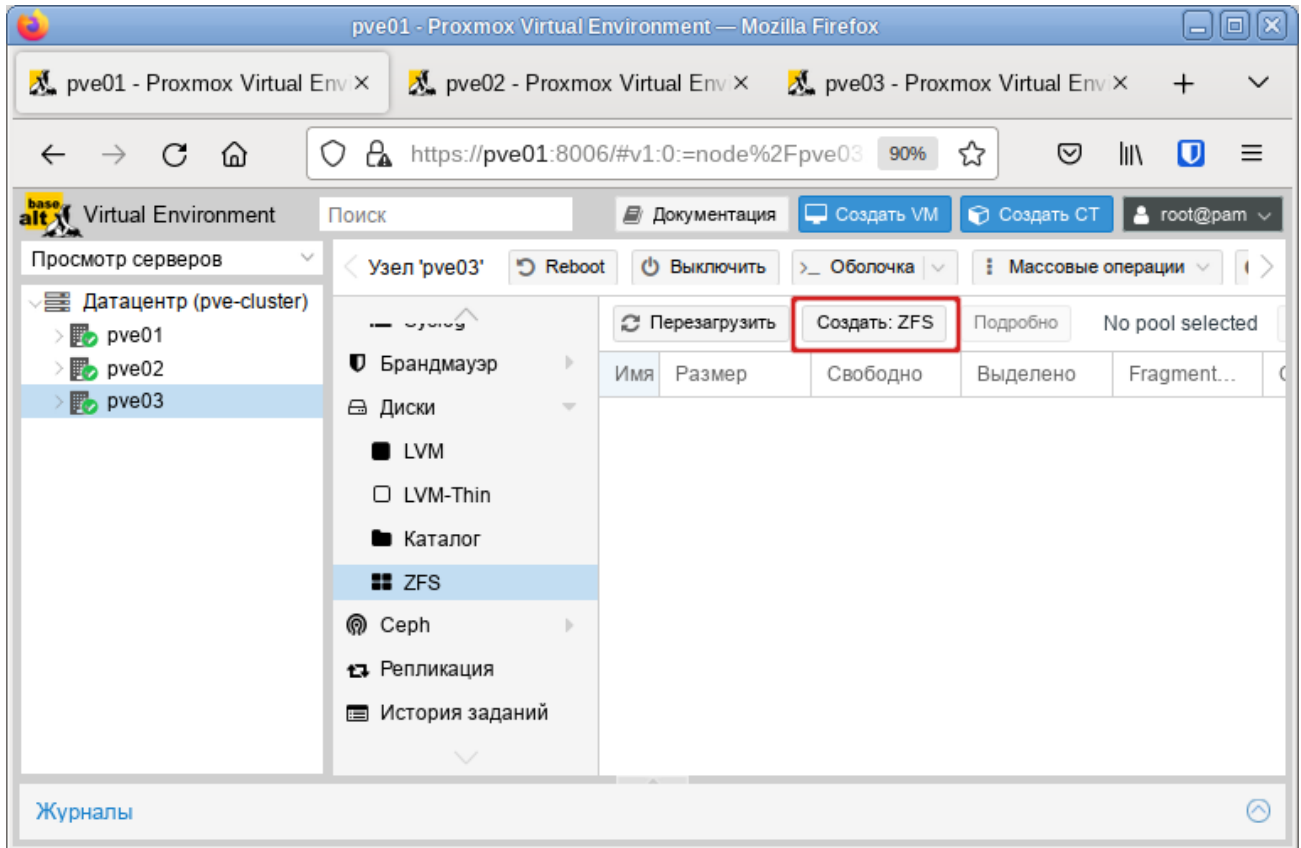 pve01 - Proxmox Virtual Environment — Mozilla Firefox
pve01 - Proxmox Virtual Env
pve02 - Proxmox Virtual Env
pve03 - Proxmox Virtual Env
https://pve01:8006/#v1:0:=node%2Fpve03 90%
base alt Virtual Environment Поиск Документация Создать VM Создать CT root@pam
Просмотр серверов Узел 'pve03' Reboot Выключить >_ Оболочка Массовые операции
Датацентр (pve-cluster)
pve01
pve02
pve03
Syslog
Брандмауэр
Диски
LVM
LVM-Thin
Каталог
ZFS
Ceph
Репликация
История заданий
Перезагрузить Создать: ZFS Подробно No pool selected
Имя Размер Свободно Выделено Fragment...
Журналы